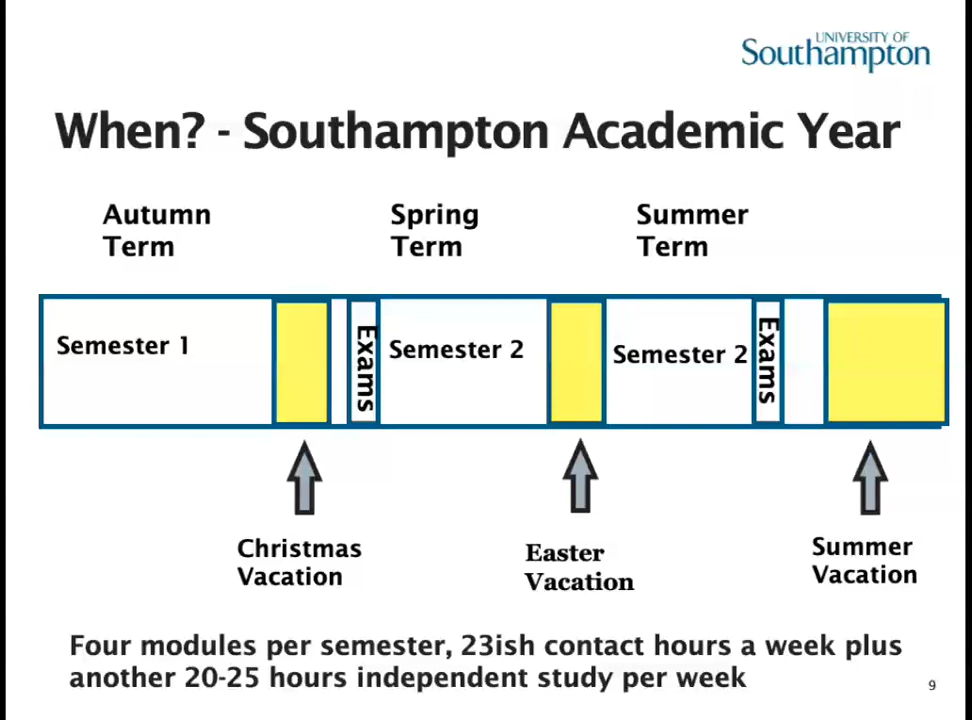 UNIVERSITY OF
Southampton
When? - Southampton Academic Year
Autumn
Term
Spring
Term
Summer
Term
Semester 1
Exams
Semester 2
Semester 2
Exams
Christmas
Vacation
Easter
Vacation
Summer
Vacation
Four modules per semester, 23ish contact hours a week plus
another 20-25 hours independent study per week
9